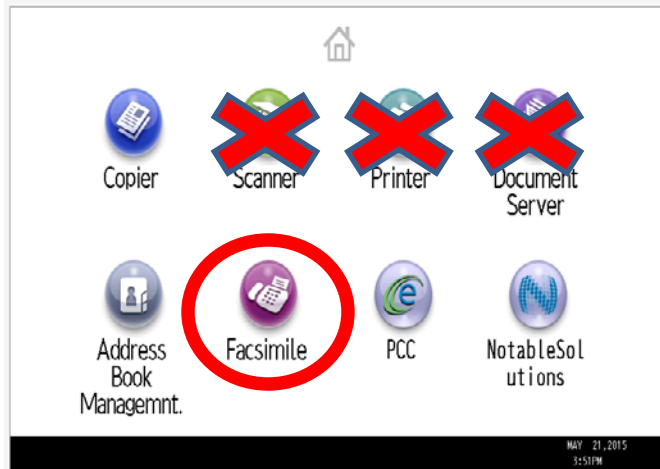 Copier
Scanner
Printer
Document
Server
Address
Book
Managemnt.
Facsimile
PCC
NotableSol
utions
MAY 21,2015
3:51PM